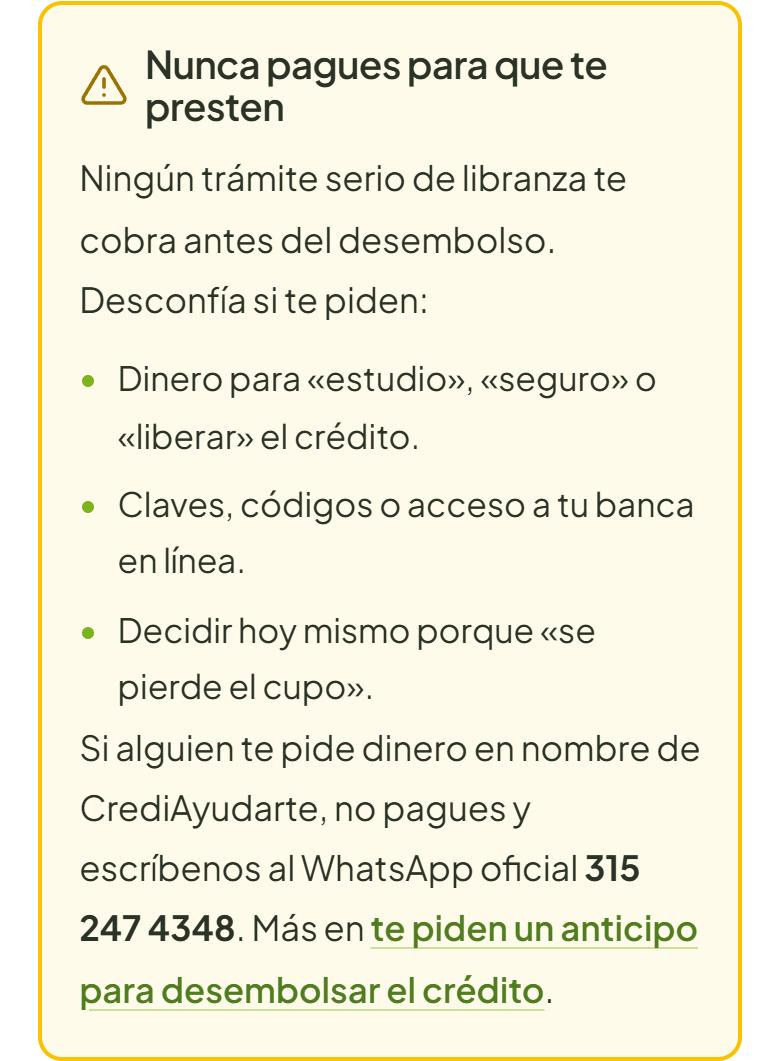 Nunca pagues para que te
presten
Ningún trámite serio de libranza te
cobra antes del desembolso.
Desconfía si te piden:
• Dinero para «estudio», «seguro» o
«liberar» el crédito.
• Claves, códigos o acceso a tu banca
en línea.
• Decidir hoy mismo porque «se
pierde el cupo».
Si alguien te pide dinero en nombre de
CrediAyudarte, no pagues y
escríbenos al WhatsApp oficial 315
247 4348. Más en te piden un anticipo
para desembolsar el crédito.